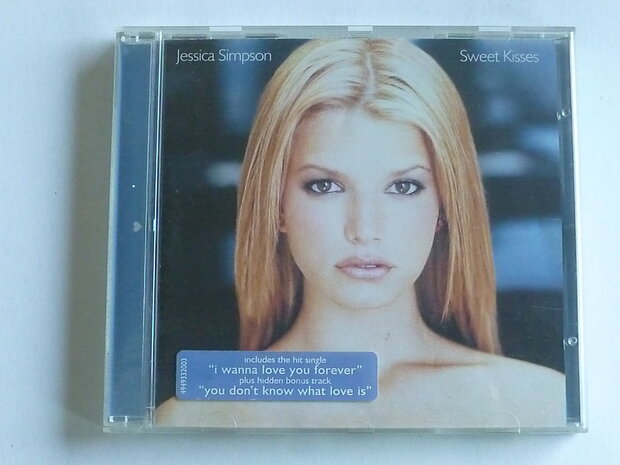 Jessica Simpson
Sweet Kisses
includes the hit single
"i wanna love you forever"
plus hidden bonus track
"you don't know what love is"
4949332003